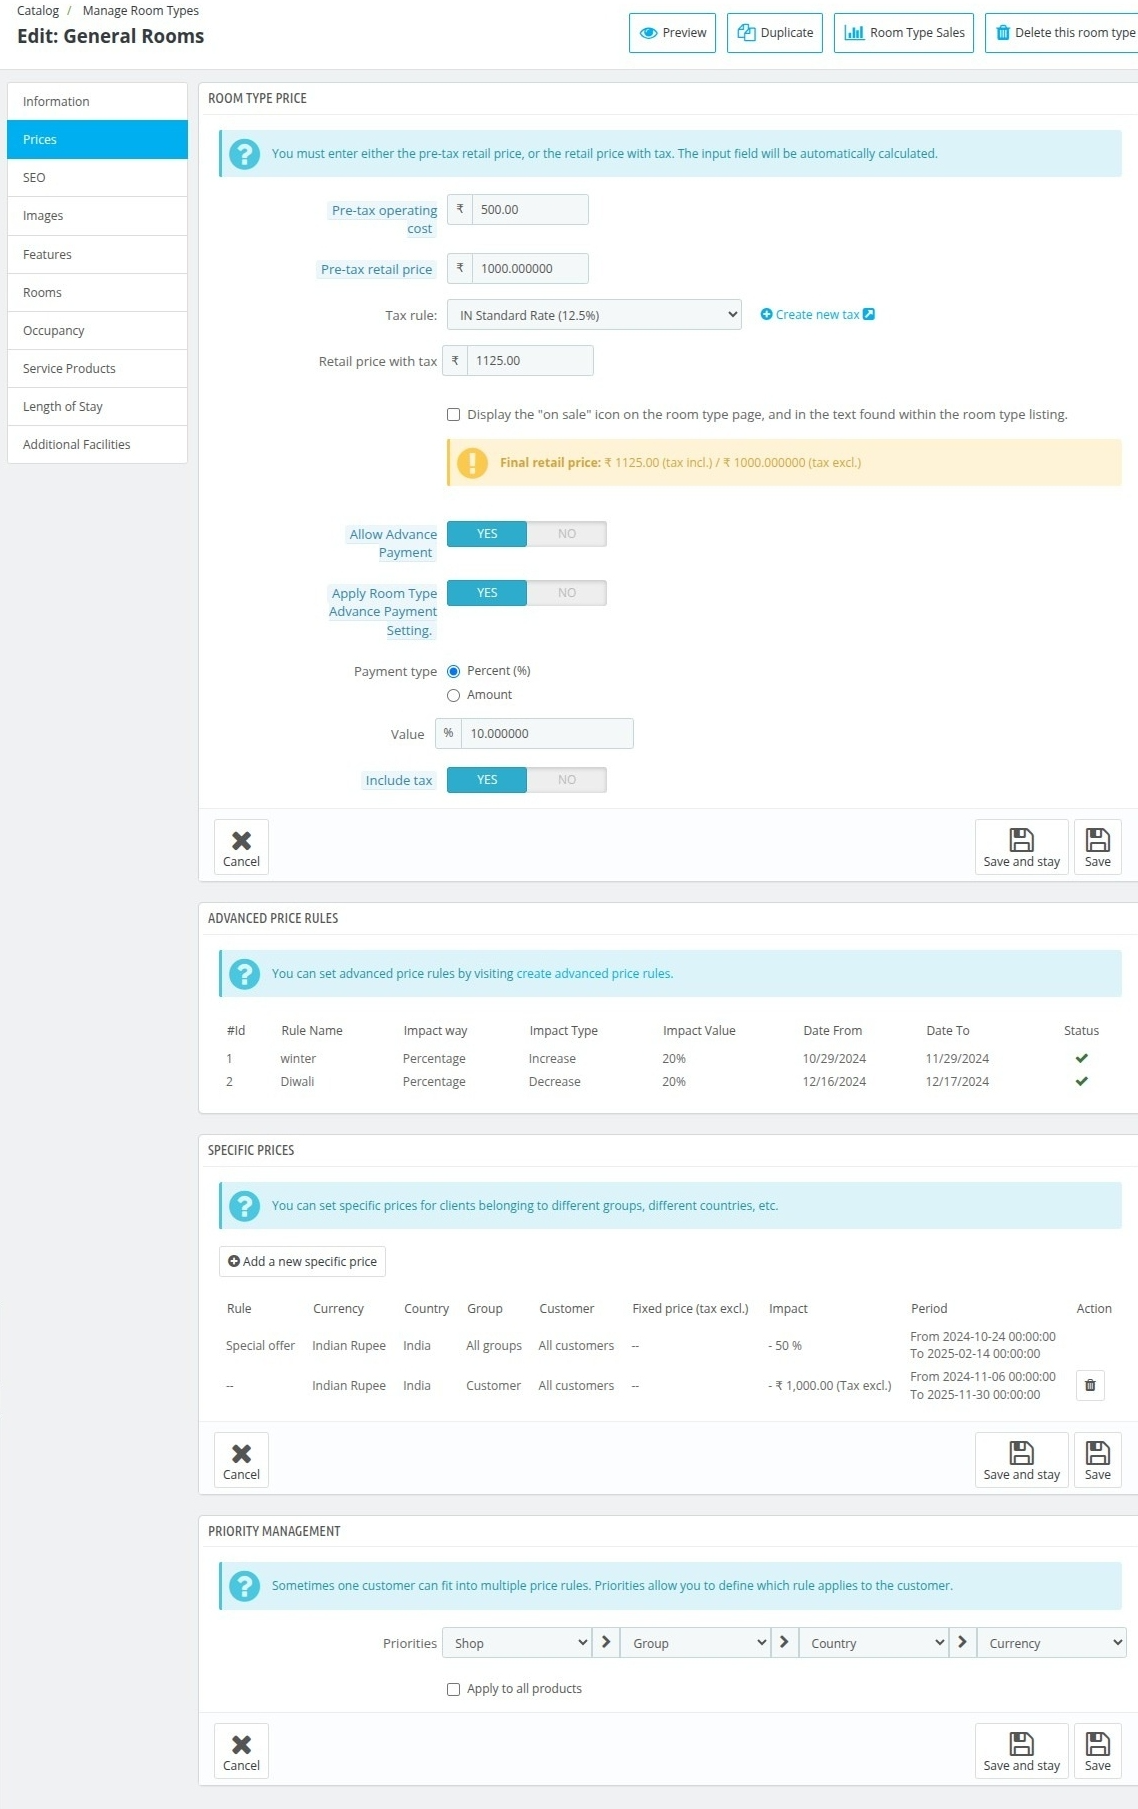 Catalog / Manage Room Types
Edit: General Rooms
Preview
Duplicate
Room Type Sales
Delete this room type
Information
Prices
SEO
Images
Features
Rooms
Occupancy
Service Products
Length of Stay
Additional Facilities
ROOM TYPE PRICE
You must enter either the pre-tax retail price, or the retail price with tax. The input field will be automatically calculated.
Pre-tax operating cost ₹ 500.00
Pre-tax retail price ₹ 1000.000000
Tax rule: IN Standard Rate (12.5%) Create new tax
Retail price with tax ₹ 1125.00
Display the "on sale" icon on the room type page, and in the text found within the room type listing.
Final retail price: ₹ 1125.00 (tax incl.) / ₹ 1000.000000 (tax excl.)
Allow Advance Payment YES NO
Apply Room Type Advance Payment Setting. YES NO
Payment type Percent (%)
Amount
Value % 10.000000
Include tax YES NO
Cancel Save and stay Save
ADVANCED PRICE RULES
You can set advanced price rules by visiting create advanced price rules.
#Id Rule Name Impact way Impact Type Impact Value Date From Date To Status
1 winter Percentage Increase 20% 10/29/2024 11/29/2024
2 Diwali Percentage Decrease 20% 12/16/2024 12/17/2024
SPECIFIC PRICES
You can set specific prices for clients belonging to different groups, different countries, etc.
Add a new specific price
Rule Currency Country Group Customer Fixed price (tax excl.) Impact Period Action
Special offer Indian Rupee India All groups All customers -- - 50 % From 2024-10-24 00:00:00
To 2025-02-14 00:00:00
-- Indian Rupee India Customer All customers -- - ₹ 1,000.00 (Tax excl.) From 2024-11-06 00:00:00
To 2025-11-30 00:00:00
Cancel Save and stay Save
PRIORITY MANAGEMENT
Sometimes one customer can fit into multiple price rules. Priorities allow you to define which rule applies to the customer.
Priorities Shop Group Country Currency
Apply to all products
Cancel Save and stay Save